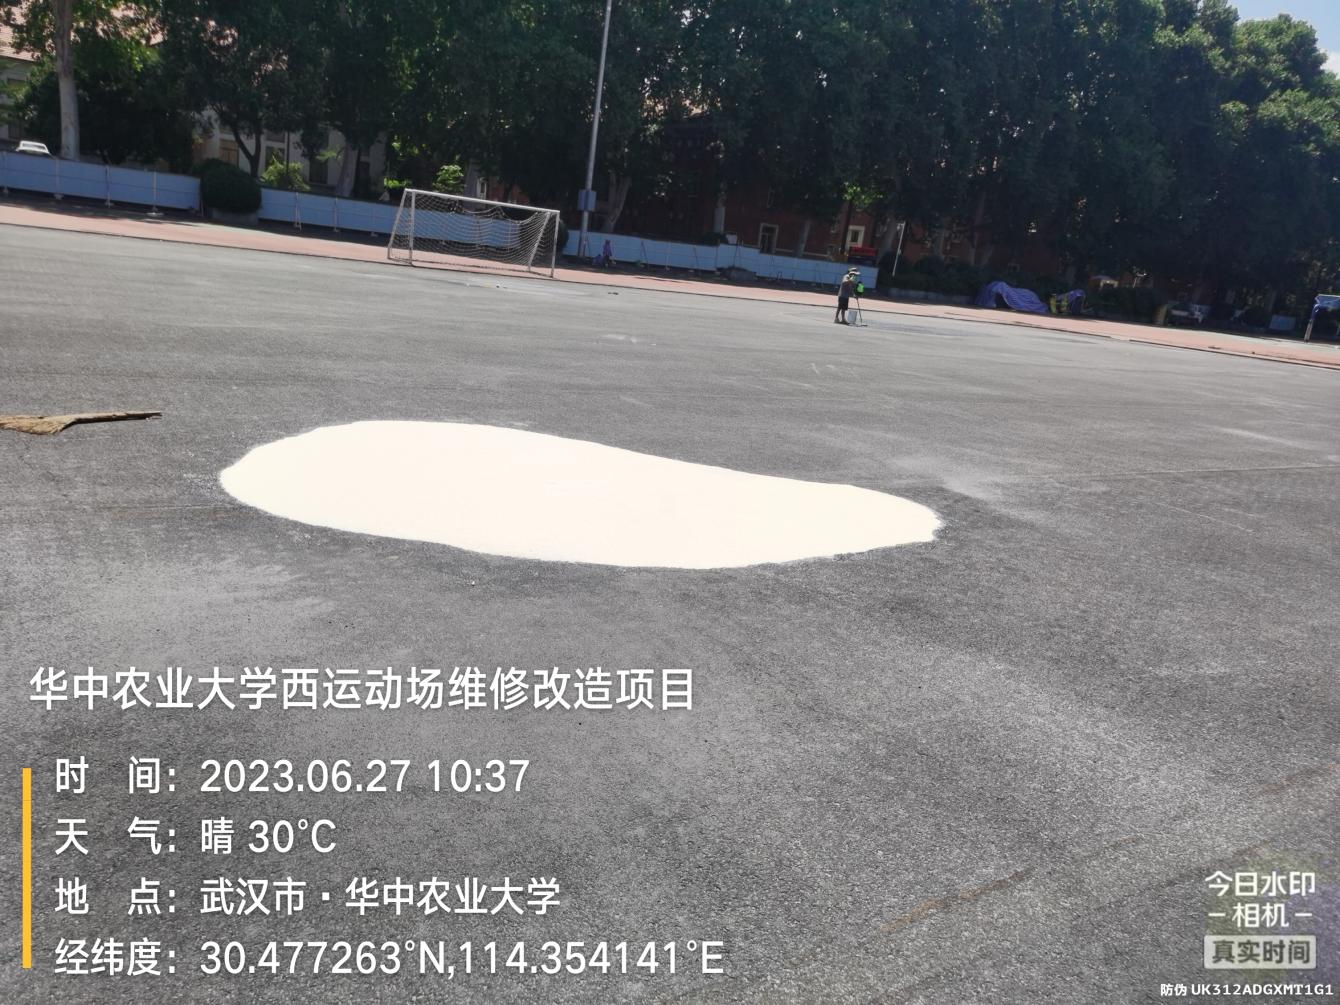 华中农业大学西运动场维修改造项目
时 间：2023.06.27 10:37
天 气：晴 30°C
地 点：武汉市·华中农业大学
经纬度：30.477263°N,114.354141°E
今日水印
－相机－
真实时间
防伪 UK312ADGXMT1G1